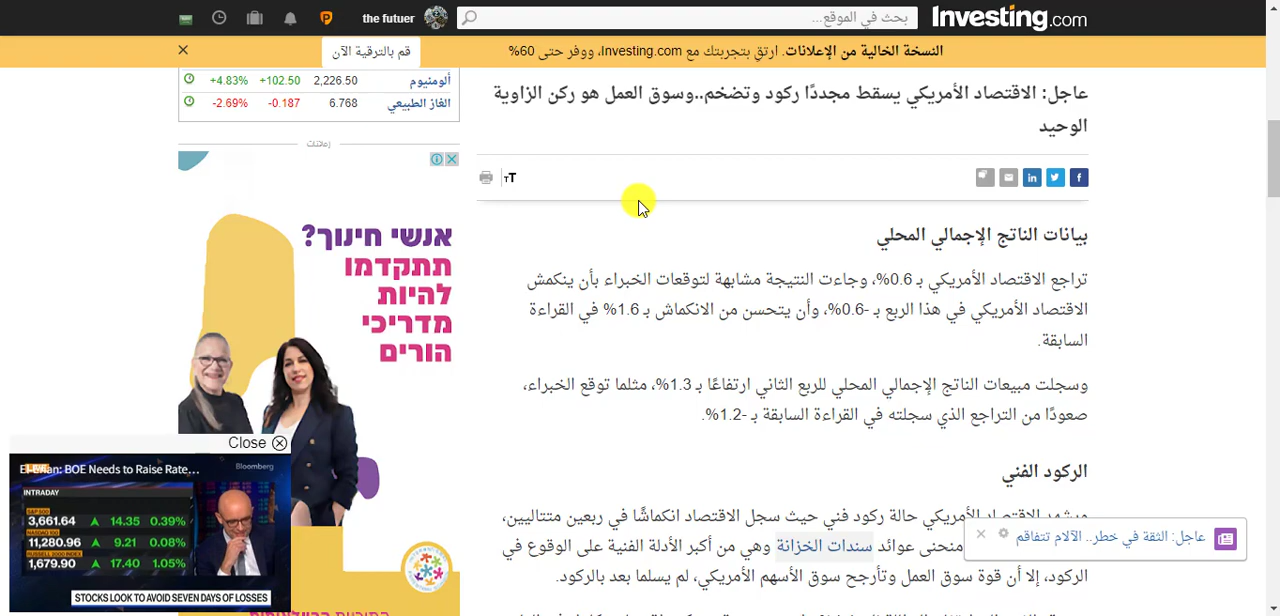 the futuer
بحث في الموقع...
Investing.com
النسخة الخالية من الإعلانات. ارتقِ بتجربتك مع Investing.com، ووفر حتى 60%
قم بالترقية الآن
ألومنيوم 2,226.50 +102.50 +4.83%
الغاز الطبيعي 6.768 -0.187 -2.69%
إعلانات
עאجل: الاقتصاد الأمريكي يسقط مجددًا ركود وتضخم..وسوق العمل هو ركن الزاوية
الوحيد
тT
بيانات الناتج الإجمالي المحلي
تراجع الاقتصاد الأمريكي بـ 0.6%، وجاءت النتيجة مشابهة لتوقعات الخبراء بأن ينكمش
الاقتصاد الأمريكي في هذا الربع بـ -0.6%، وأن يتحسن من الانكماش بـ 1.6% في القراءة
السابقة.
وسجلت مبيعات الناتج الإجمالي المحلي للربع الثاني ارتفاعًا بـ 1.3%، مثلما توقع الخبراء،
صعودًا من التراجع الذي سجلته في القراءة السابقة بـ -1.2%.
الركود الفني
الاقتصاد الأمريكي حالة ركود فني حيث سجل الاقتصاد انكماشًا في ربعين متتاليين،
منحنى عوائد سندات الخزانة وهي من أكبر الأدلة الفنية على الوقوع في
الركود، إلا أن قوة سوق العمل وتأرجح سوق الأسهم الأمريكي، لم يسلما بعد بالركود.
عاجل: الثقة في خطر.. الآلام تتفاقم
אנשי חינוך?
תתקדמו
להיות
מדריכי
הורים
Close
El-Erian: BOE Needs to Raise Rate...
Bloomberg
INTRADAY
S&P 500
3,661.64 14.35 0.39%
NASDAQ 100
11,280.96 9.21 0.08%
RUSSELL 2000 INDEX
1,679.90 17.40 1.05%
STOCKS LOOK TO AVOID SEVEN DAYS OF LOSSES